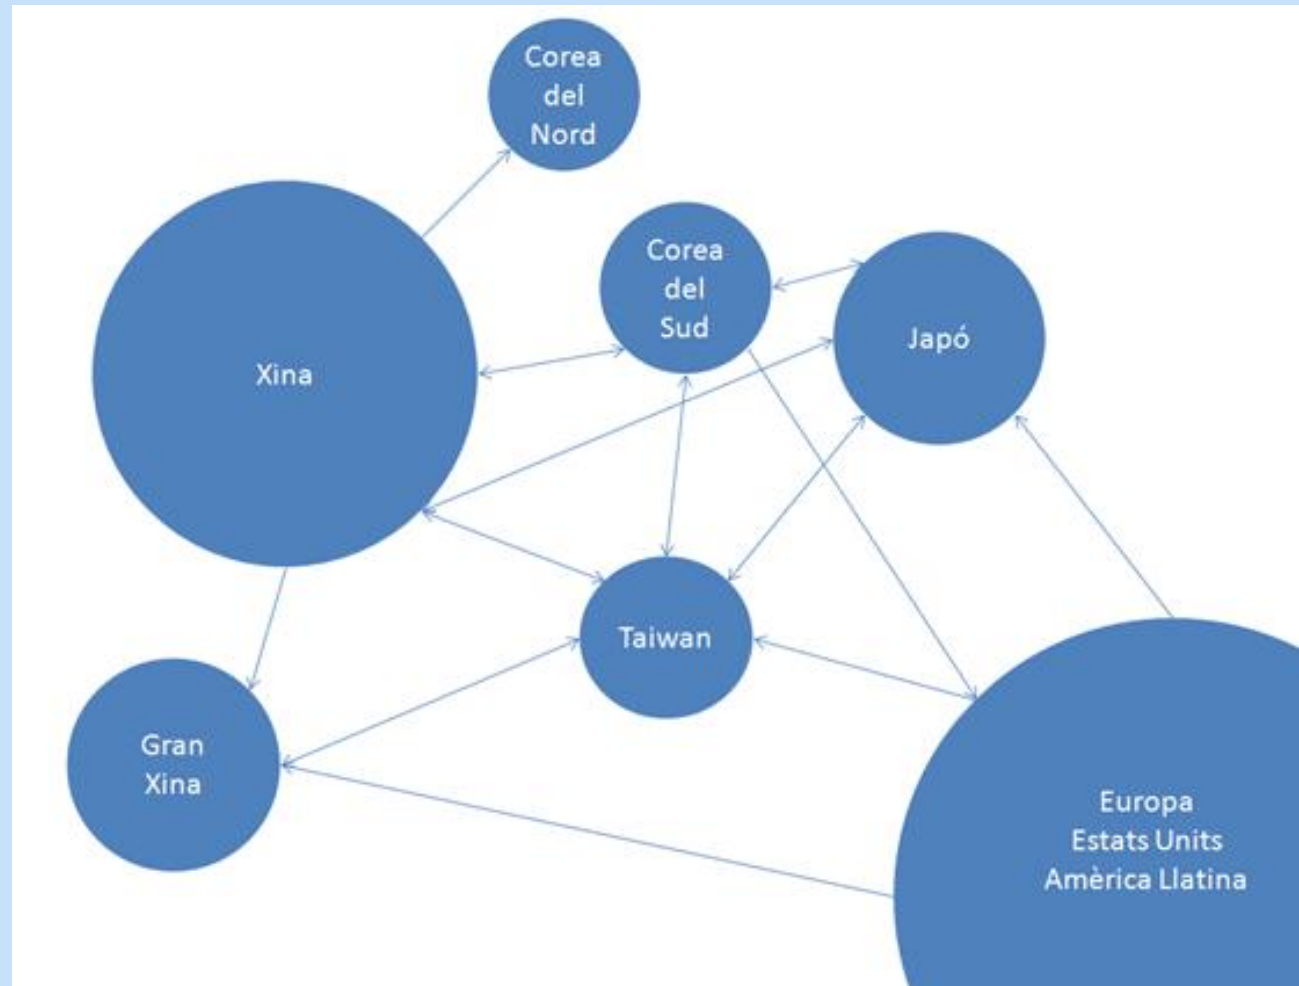 Corea
del
Nord
Corea
del
Sud
Japó
Xina
Taiwan
Gran
Xina
Europa
Estats Units
Amèrica Llatina